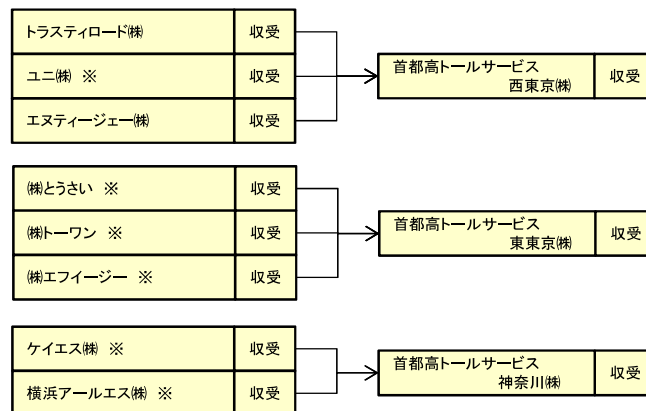 トラスティロード㈱ 収受
ユニ㈱ ※ 収受
エヌティージェー㈱ 収受
首都高トールサービス
西東京㈱ 収受
㈱とうさい ※ 収受
㈱トーワン ※ 収受
㈱エフイージー ※ 収受
首都高トールサービス
東東京㈱ 収受
ケイエス㈱ ※ 収受
横浜アールエス㈱ ※ 収受
首都高トールサービス
神奈川㈱ 収受